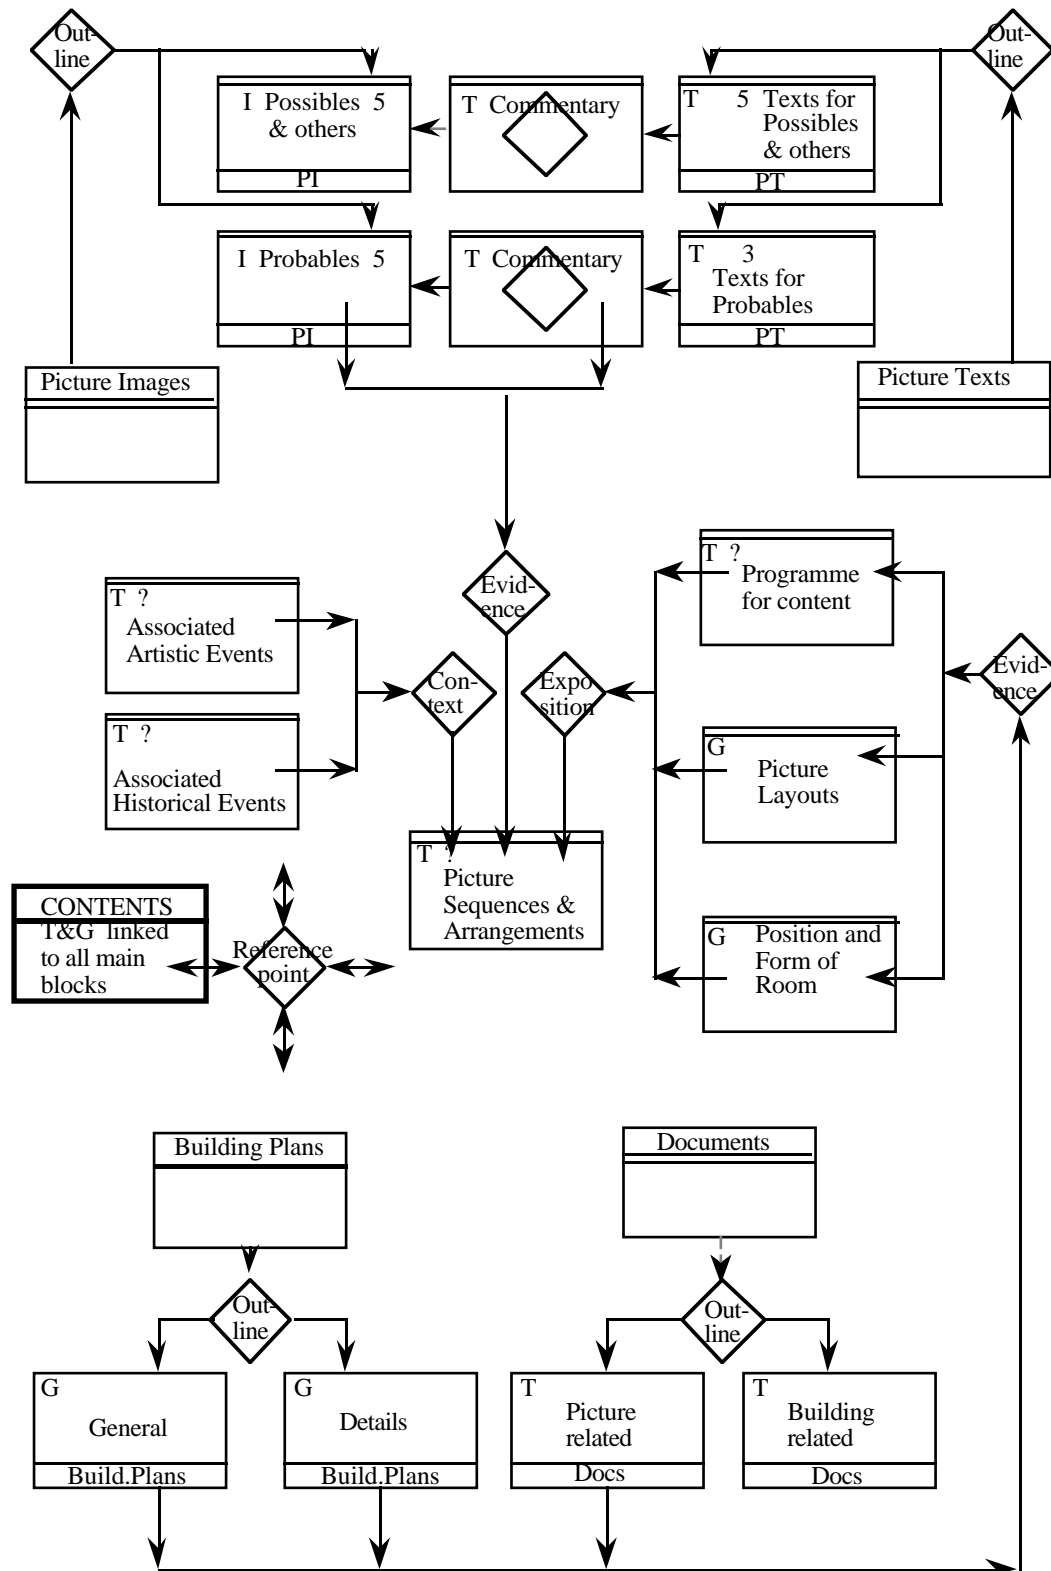 Out-
line
Out-
line
I Possibles 5
& others
PI
T Commentary
T 5 Texts for
Possibles
& others
PT
I Probables 5
PI
T Commentary
T 3
Texts for
Probables
PT
Picture Images
Picture Texts
T ?
Associated
Artistic Events
T ?
Associated
Historical Events
Evid-
ence
Con-
text
Expo
sition
T ?
Programme
for content
Evid-
ence
G
Picture
Layouts
T ?
Picture
Sequences &
Arrangements
G Position and
Form of
Room
CONTENTS
T&G linked
to all main
blocks
Reference
point
Building Plans
Documents
Out-
line
Out-
line
G
General
Build.Plans
G
Details
Build.Plans
T
Picture
related
Docs
T
Building
related
Docs